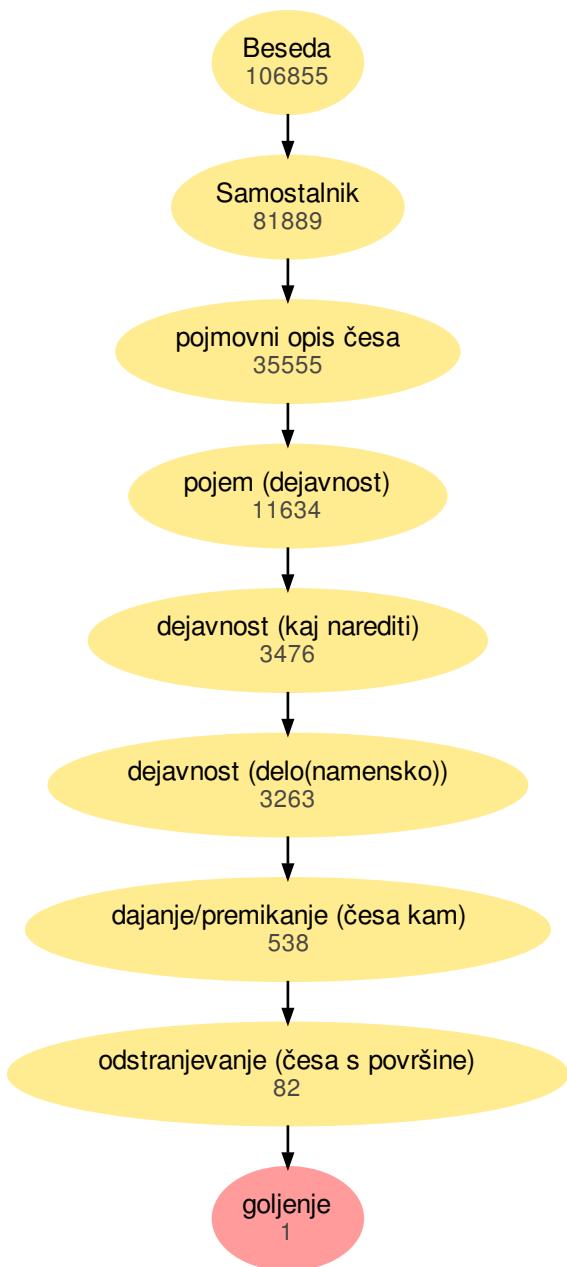 Beseda
106855
Samostalnik
81889
pojmovni opis česa
35555
pojem (dejavnost)
11634
dejavnost (kaj narediti)
3476
dejavnost (delo(namensko))
3263
dajanje/premikanje (česa kam)
538
odstranjevanje (česa s površine)
82
goljenje
1